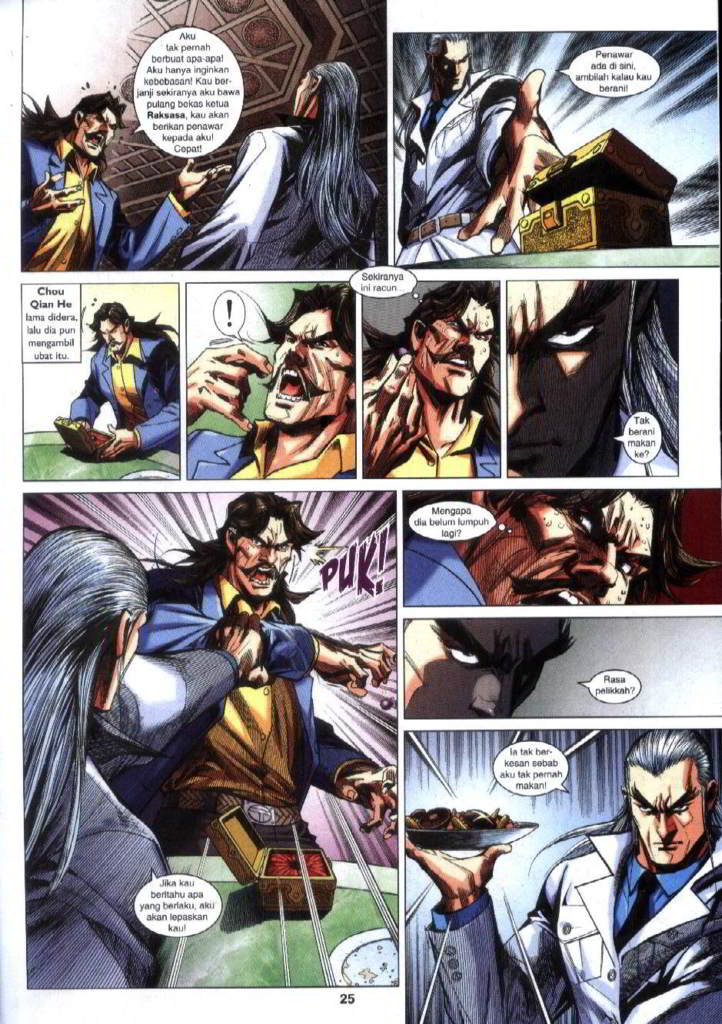 Aku
tak pernah
berbuat apa-apa!
Aku hanya inginkan
kebebasan! Kau ber-
janji sekiranya aku bawa
pulang bekas ketua
Raksasa, kau akan
berikan penawar
kepada aku!
Cepat!
Penawar
ada di sini,
ambilah kalau kau
berani!
Chou
Qian He
lama didera,
lalu dia pun
mengambil
ubat itu.
!
Sekiranya
ini racun...
Tak
berani
makan
ke?
PUK!
Jika kau
beritahu apa
yang berlaku, aku
akan lepaskan
kau!
Mengapa
dia belum lumpuh
lagi?
Rasa
pelikkah?
Ia tak ber-
kesan sebab
aku tak pernah
makan!
25